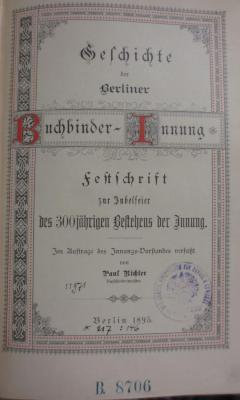 Geschichte
der
Berliner
Buchbinder-Innung
Festschrift
zur Jubelfeier
des 300jährigen Bestehens der Innung.
Im Auftrage des Innungs-Vorstandes verfaßt
von
Paul Richter
Buchbindermeister
Berlin 1895
B 8706